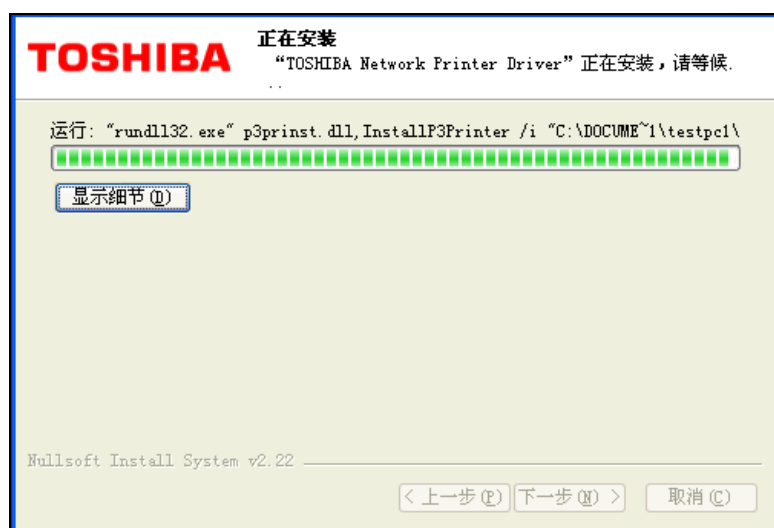 TOSHIBA
正在安装
“TOSHIBA Network Printer Driver”正在安装，请等候.
..
运行: “rundll32.exe” p3prinst.dll,InstallP3Printer /i “C:\DOCUME~1\testpc1\
显示细节(D)
Nullsoft Install System v2.22
< 上一步(P) 下一步(N) > 取消(C)